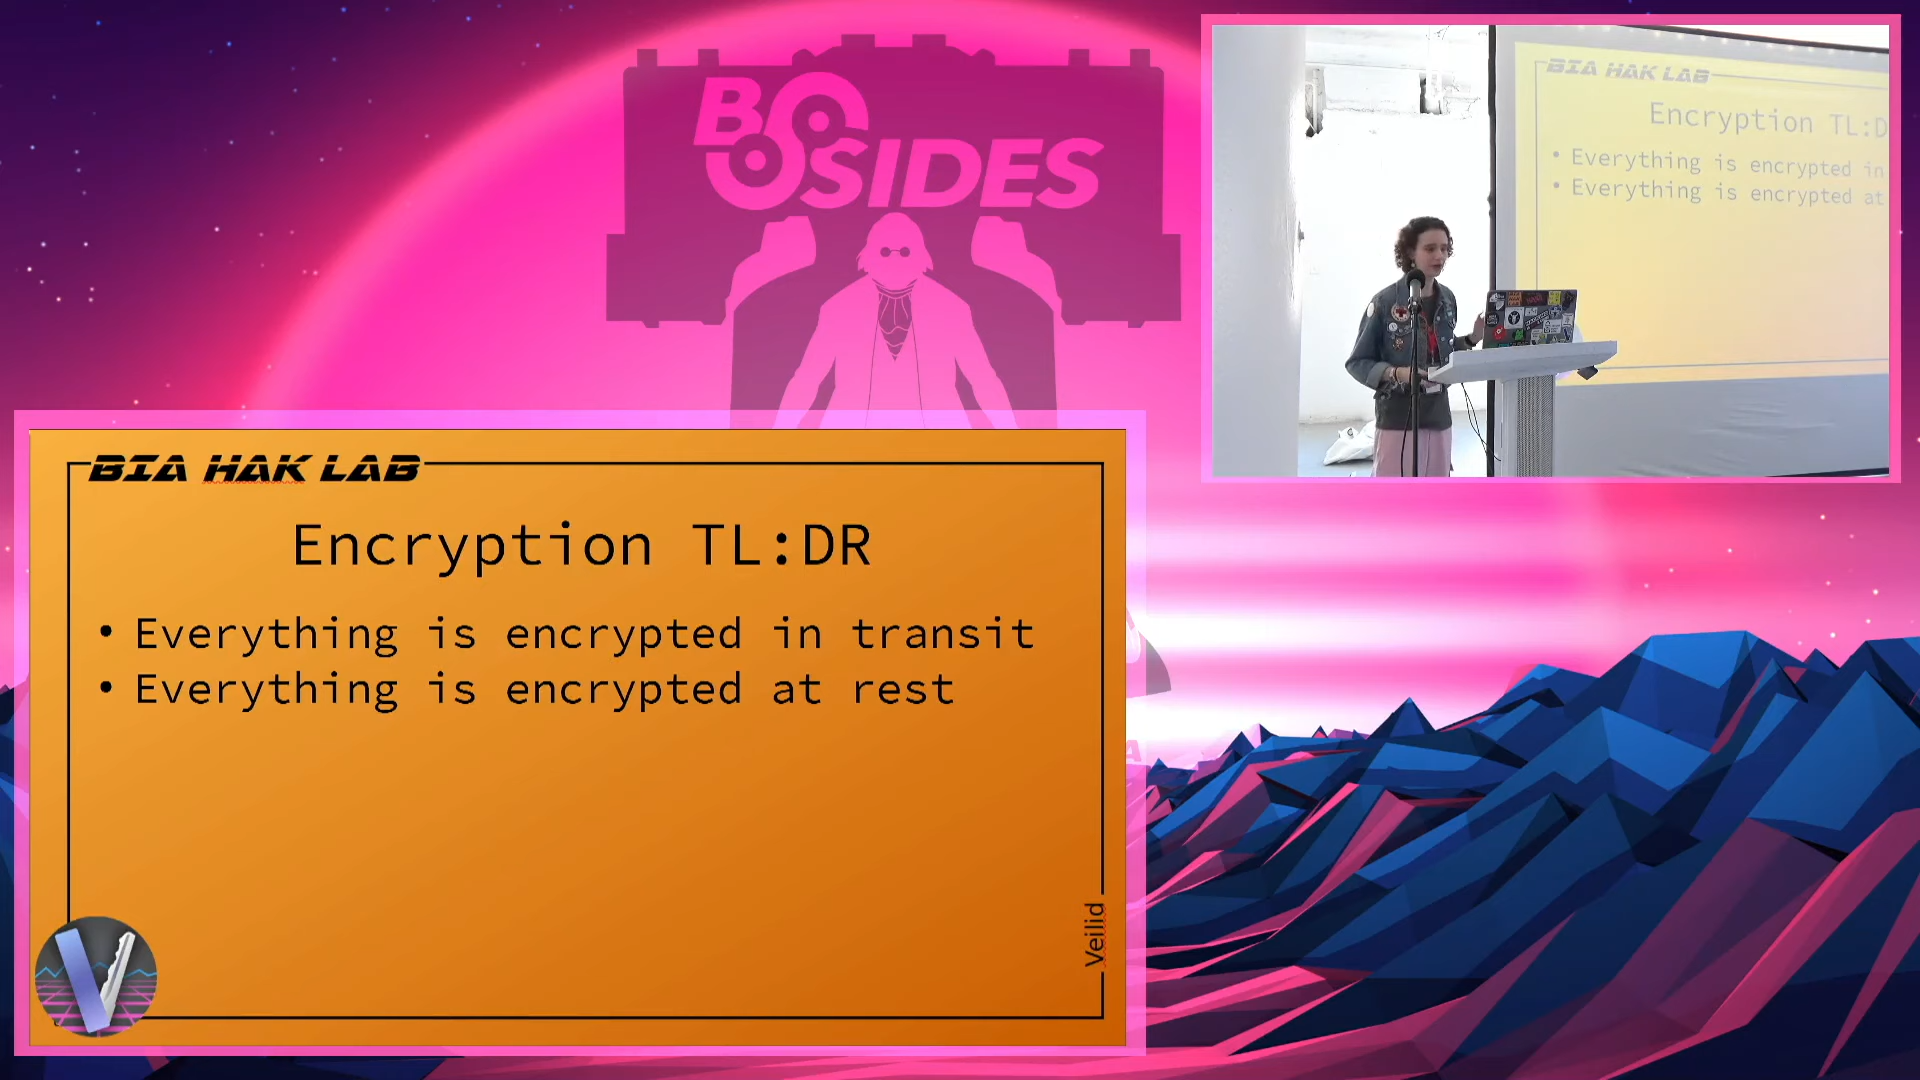 BSIDES
BIA HAK LAB
Encryption TL:D
• Everything is encrypted in
• Everything is encrypted at
BIA HAK LAB
Encryption TL:DR
• Everything is encrypted in transit
• Everything is encrypted at rest
Veilid